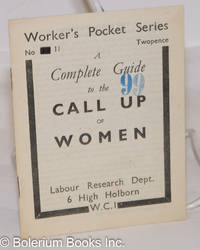 Worker's Pocket Series
No 11 Twopence
A
Complete Guide
to the 99
CALL UP
OF
WOMEN
Labour Research Dept.
6 High Holborn
W.C.1
© Bolerium Books Inc.